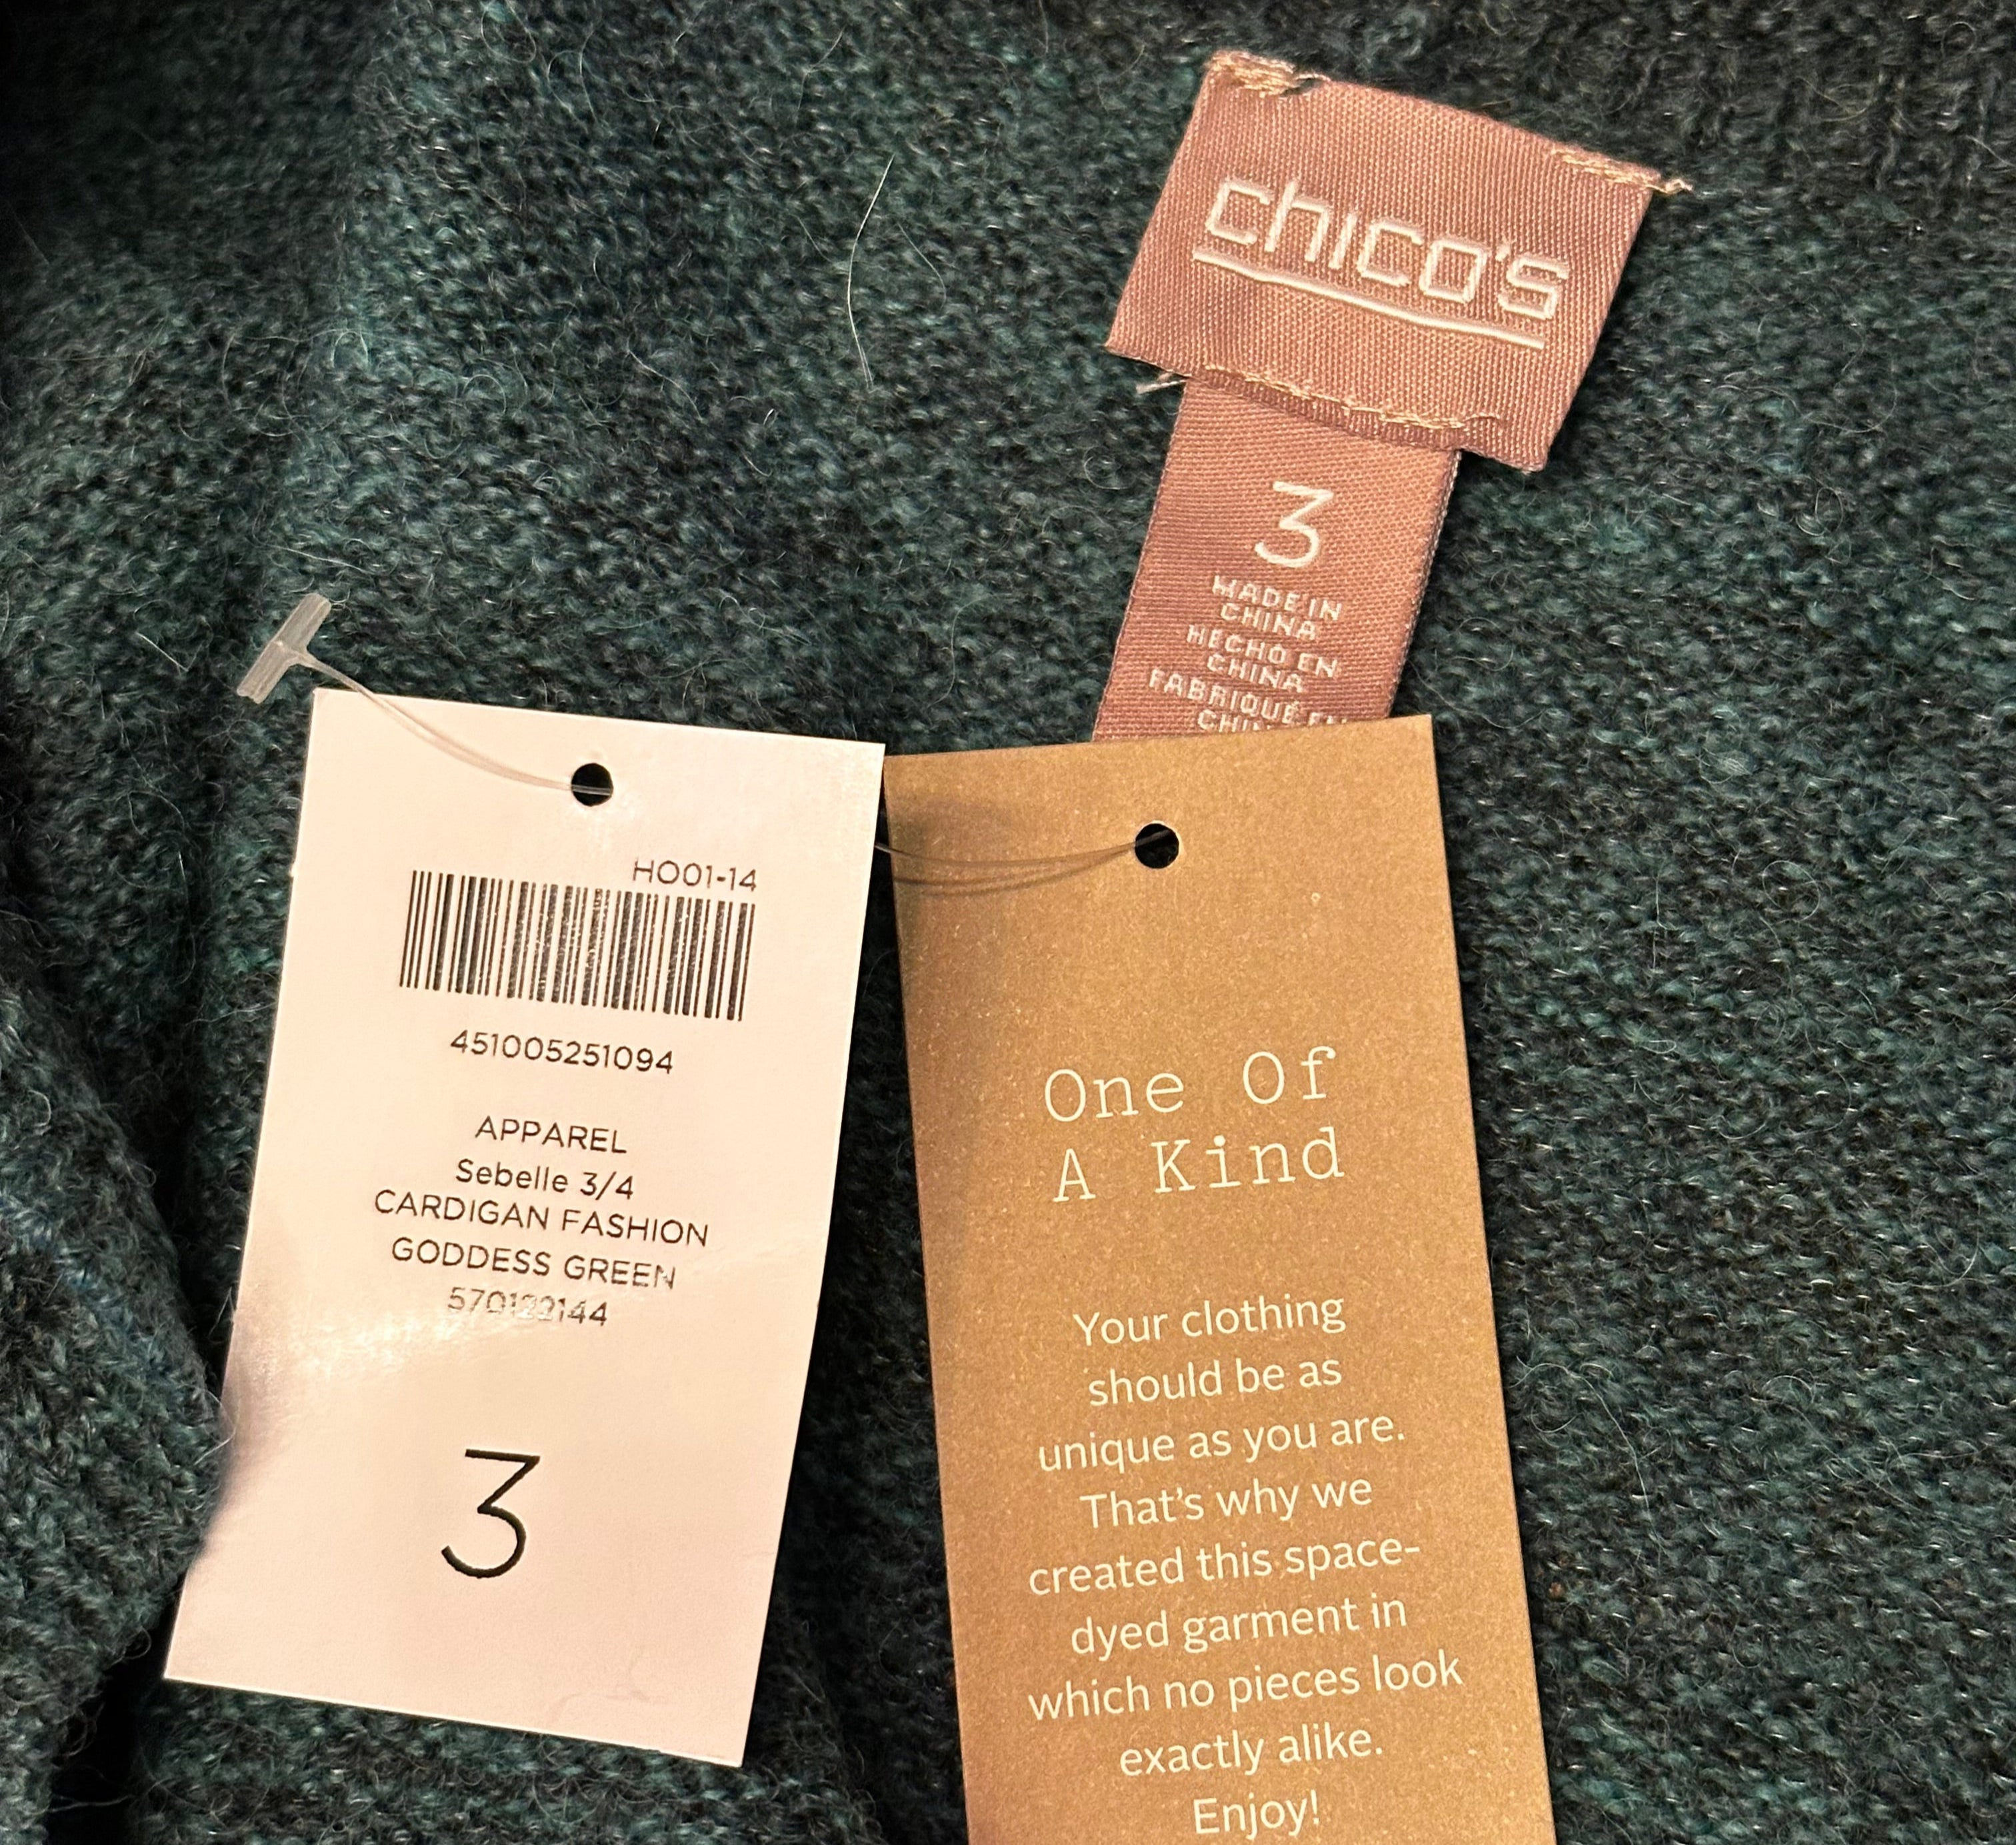 chico's
3
MADE IN
CHINA
HECHO EN
CHINA
FABRIQUÉ EN
HO01-14
451005251094
APPAREL
Sebelle 3/4
CARDIGAN FASHION
GODDESS GREEN
570122144
3
One Of
A Kind
Your clothing
should be as
unique as you are.
That's why we
created this space-
dyed garment in
which no pieces look
exactly alike.
Enjoy!